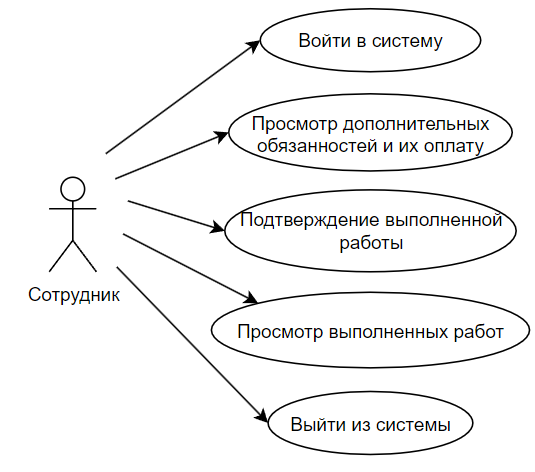 Войти в систему
Просмотр дополнительных
обязанностей и их оплату
Подтверждение выполненной
работы
Сотрудник
Просмотр выполненных работ
Выйти из системы